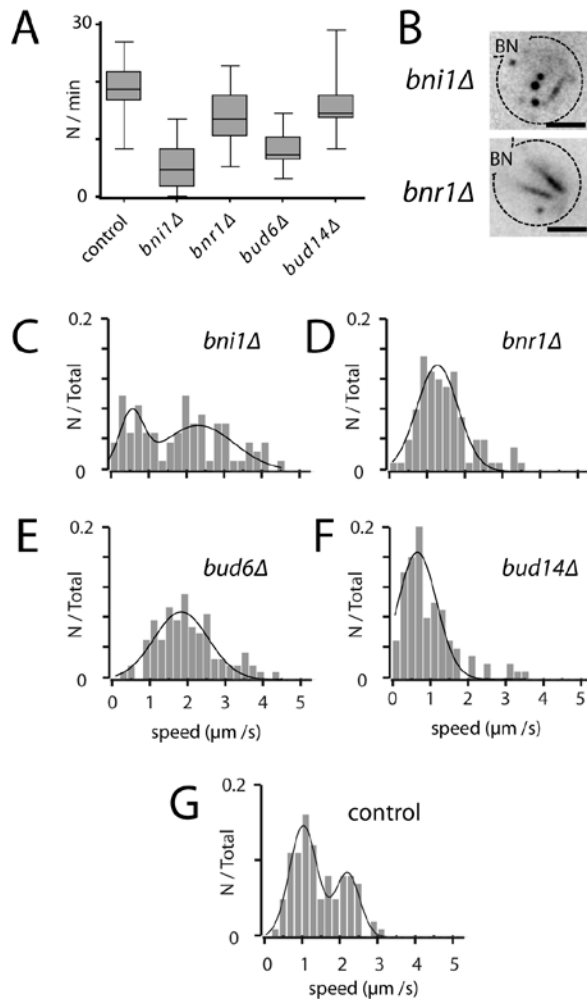 A
30
N / min
0
control
bni1Δ
bnr1Δ
bud6Δ
bud14Δ
B
bni1Δ
BN
bnr1Δ
BN
C
0.2
N / Total
0
bni1Δ
D
0.2
N / Total
0
bnr1Δ
E
0.2
N / Total
0
bud6Δ
0 1 2 3 4 5
speed (μm /s)
F
0.2
N / Total
0
bud14Δ
0 1 2 3 4 5
speed (μm /s)
G
0.2
N / Total
0
control
0 1 2 3 4 5
speed (μm /s)